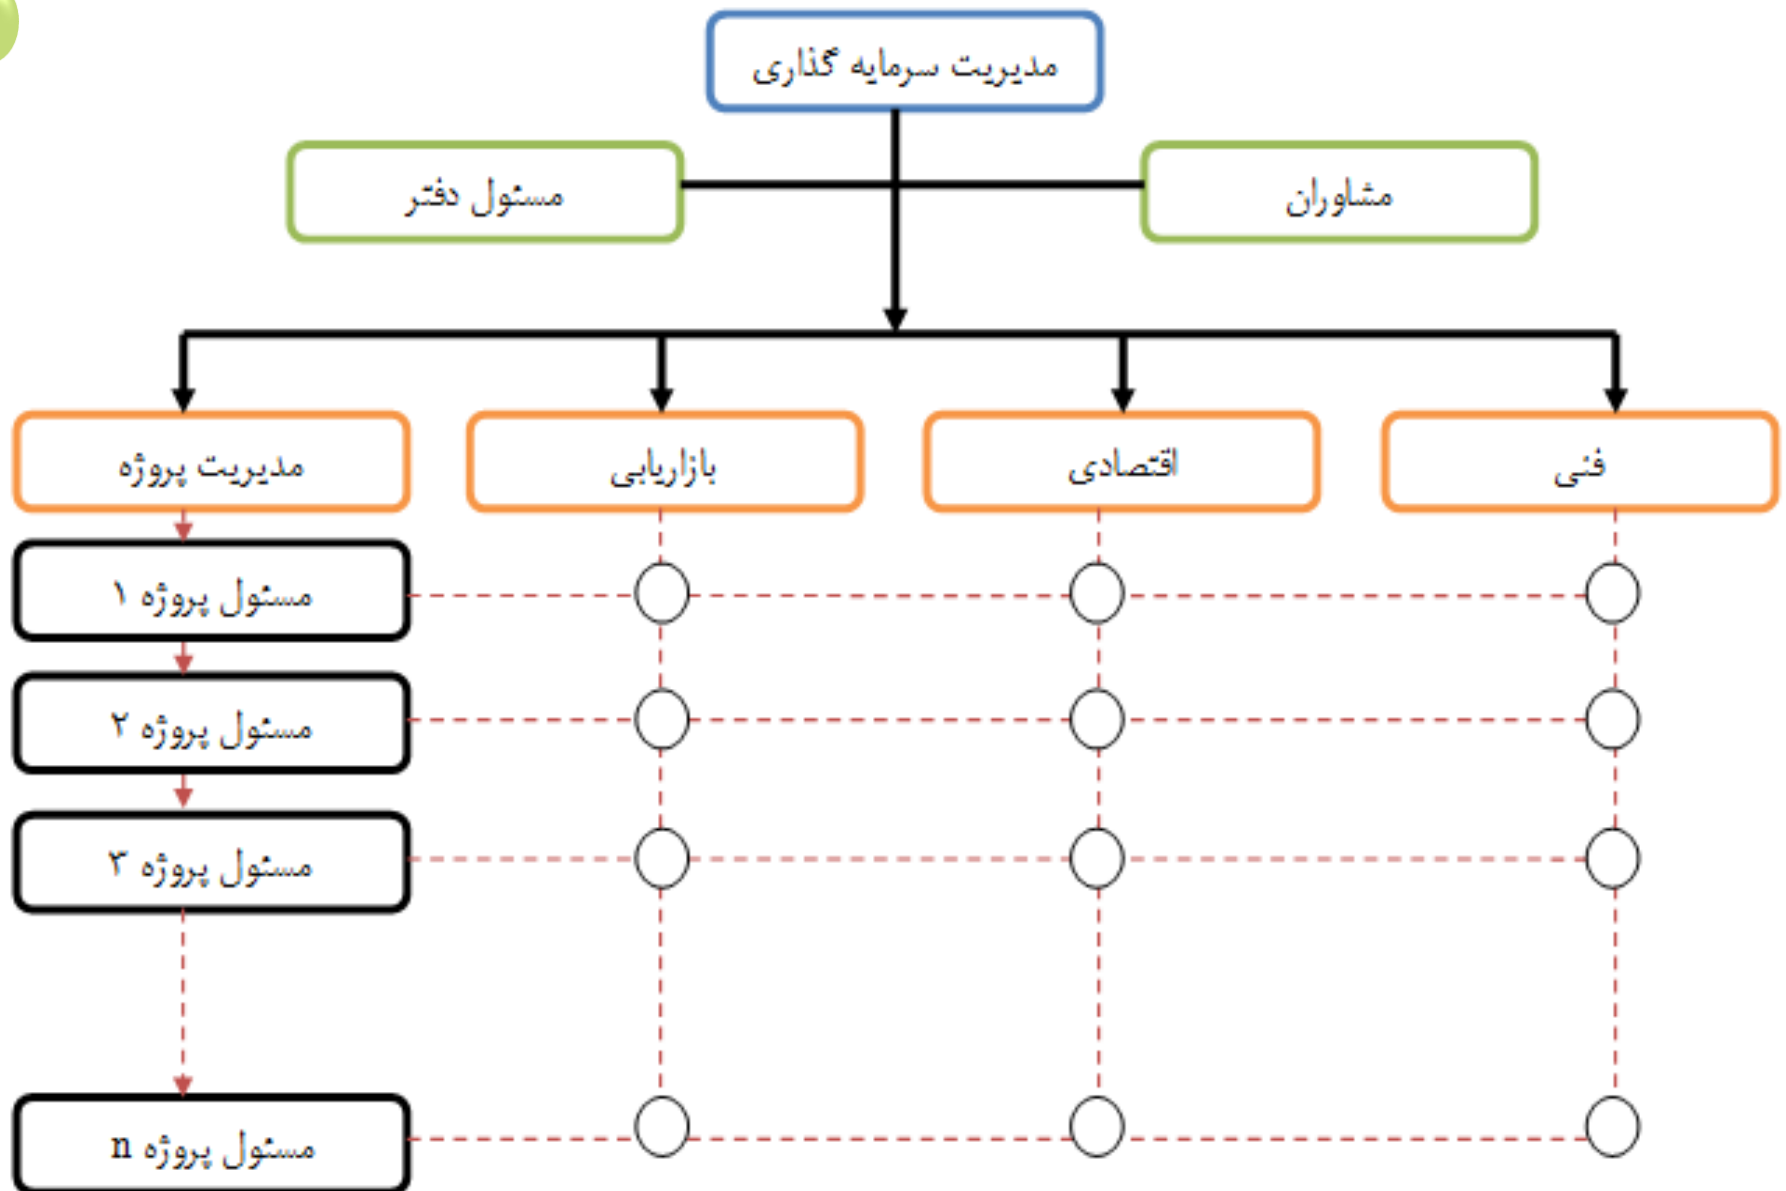 مدیریت سرمایه گذاری
مشاوران
مسئول دفتر
فنی
اقتصادی
بازاریابی
مدیریت پروژه
مسئول پروژه ۱
مسئول پروژه ۲
مسئول پروژه ۳
مسئول پروژه n